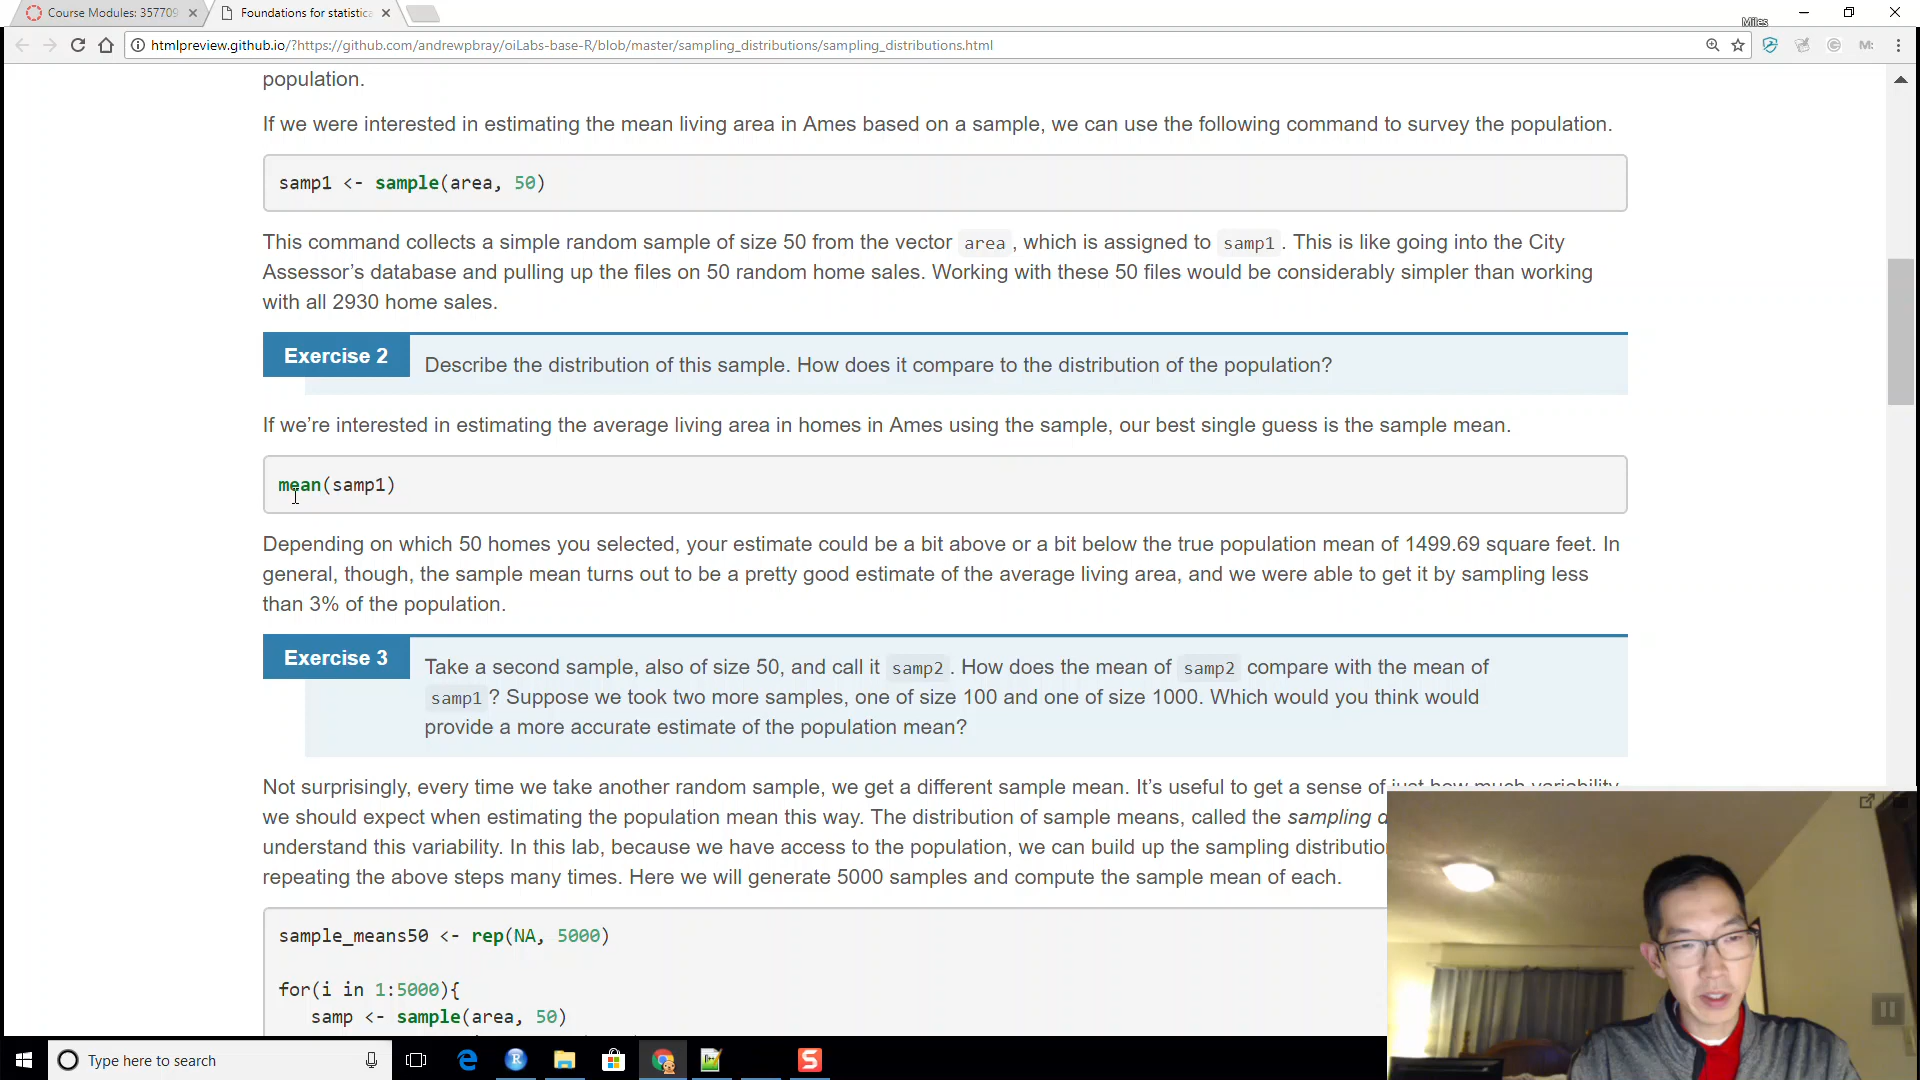 Course Modules: 357709
Foundations for statistica
Miles
htmlpreview.github.io/?https://github.com/andrewpbray/oiLabs-base-R/blob/master/sampling_distributions/sampling_distributions.html
population.
If we were interested in estimating the mean living area in Ames based on a sample, we can use the following command to survey the population.
samp1 <- sample(area, 50)
This command collects a simple random sample of size 50 from the vector area, which is assigned to samp1. This is like going into the City
Assessor’s database and pulling up the files on 50 random home sales. Working with these 50 files would be considerably simpler than working
with all 2930 home sales.
Exercise 2
Describe the distribution of this sample. How does it compare to the distribution of the population?
If we’re interested in estimating the average living area in homes in Ames using the sample, our best single guess is the sample mean.
mean(samp1)
Depending on which 50 homes you selected, your estimate could be a bit above or a bit below the true population mean of 1499.69 square feet. In
general, though, the sample mean turns out to be a pretty good estimate of the average living area, and we were able to get it by sampling less
than 3% of the population.
Exercise 3
Take a second sample, also of size 50, and call it samp2. How does the mean of samp2 compare with the mean of
samp1? Suppose we took two more samples, one of size 100 and one of size 1000. Which would you think would
provide a more accurate estimate of the population mean?
Not surprisingly, every time we take another random sample, we get a different sample mean. It’s useful to get a sense of just how much variability
we should expect when estimating the population mean this way. The distribution of sample means, called the sampling d
understand this variability. In this lab, because we have access to the population, we can build up the sampling distributio
repeating the above steps many times. Here we will generate 5000 samples and compute the sample mean of each.
sample_means50 <- rep(NA, 5000)
for(i in 1:5000){
samp <- sample(area, 50)
Type here to search